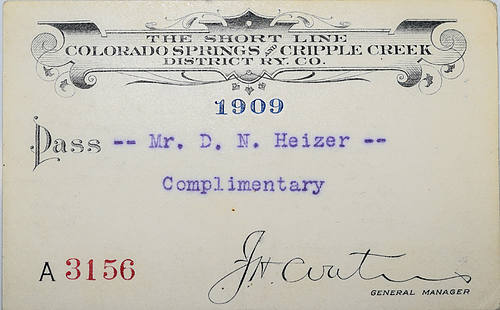 THE SHORT LINE
COLORADO SPRINGS AND CRIPPLE CREEK
DISTRICT RY. CO.
1909
Pass -- Mr. D. N. Heizer --
Complimentary
A 3156
GENERAL MANAGER